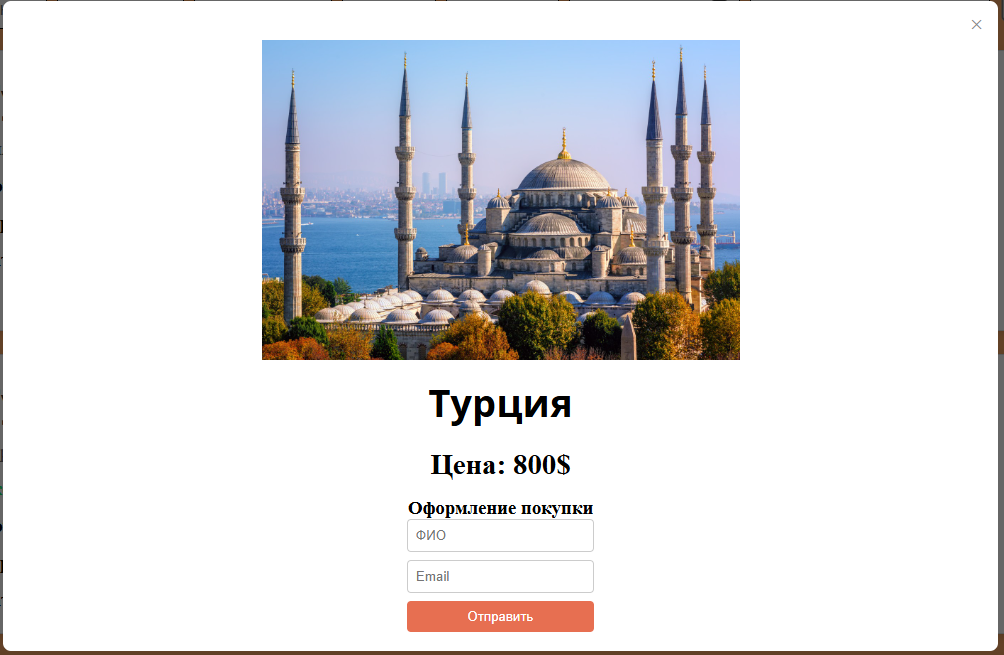 Турция
Цена: 800$
Оформление покупки
ФИО
Email
Отправить